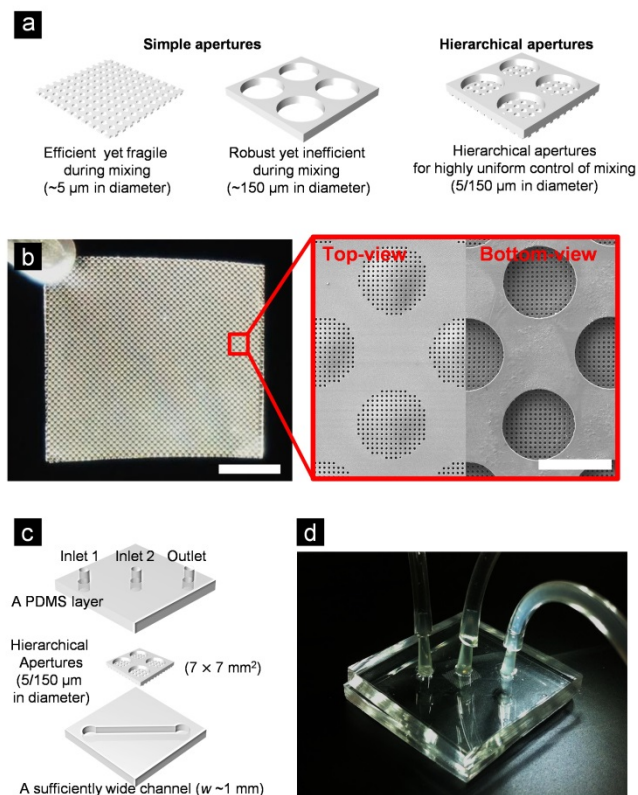 a
Simple apertures
Hierarchical apertures
Efficient yet fragile
during mixing
(~5 μm in diameter)
Robust yet inefficient
during mixing
(~150 μm in diameter)
Hierarchical apertures
for highly uniform control of mixing
(5/150 μm in diameter)
b
Top-view
Bottom-view
c
Inlet 1
Inlet 2
Outlet
A PDMS layer
Hierarchical
Apertures
(5/150 μm
in diameter)
(7 × 7 mm²)
A sufficiently wide channel (w ~1 mm)
d